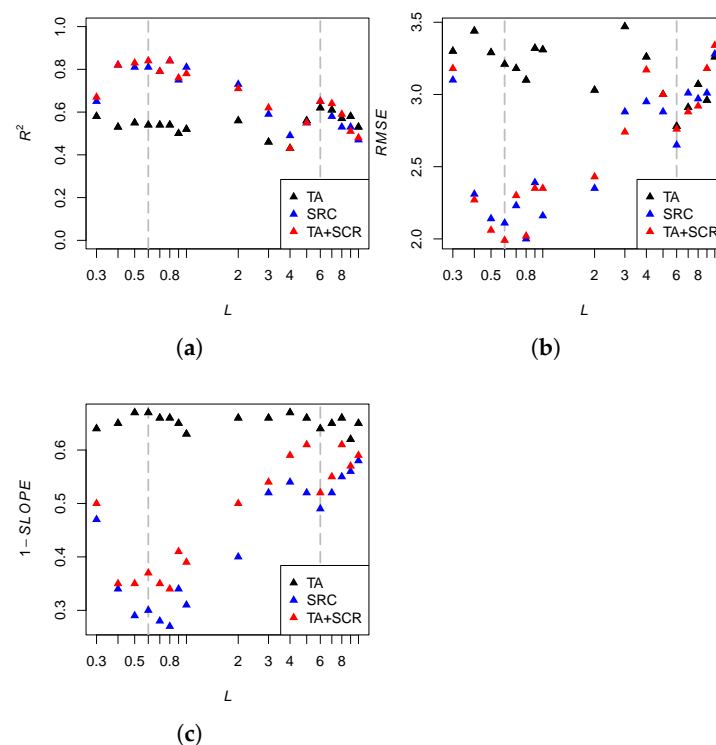 1.0
0.8
0.6
0.4
0.2
0.0
R²
TA
SRC
TA+SCR
0.3 0.5 0.8 2 3 4 6 8
L
(a)
3.5
3.0
2.5
2.0
RMSE
TA
SRC
TA+SCR
0.3 0.5 0.8 2 3 4 6 8
L
(b)
0.6
0.5
0.4
0.3
1−SLOPE
TA
SRC
TA+SCR
0.3 0.5 0.8 2 3 4 6 8
L
(c)